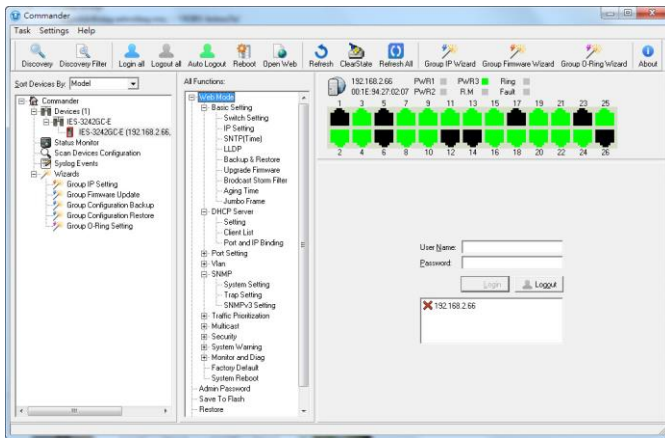 Commander
Task Settings Help
Discovery Discovery Filter Login all Logout all Auto Logout Reboot Open Web Refresh ClearState Refresh All Group IP Wizard Group Firmware Wizard Group O-Ring Wizard About
Sort Devices By: Model
Commander
Devices (1)
IES-3242GC-E
IES-3242GC-E (192.168.2.66,
Status Monitor
Scan Devices Configuration
Syslog Events
Wizards
Group IP Setting
Group Firmware Update
Group Configuration Backup
Group Configuration Restore
Group O-Ring Setting
All Functions:
Web Mode
Basic Setting
Switch Setting
IP Setting
SNTP(Time)
LLDP
Backup & Restore
Upgrade Firmware
Brodcast Storm Filter
Aging Time
Jumbo Frame
DHCP Server
Setting
Client List
Port and IP Binding
Port Setting
Vlan
SNMP
System Setting
Trap Setting
SNMPv3 Setting
Traffic Prioritization
Multicast
Security
System Warning
Monitor and Diag
Factory Default
System Reboot
Admin Password
Save To Flash
Restore
192.168.2.66 PWR1 PWR3 Ring
00:1E:94:27:02:07 PWR2 R.M Fault
1 3 5 7 9 11 13 15 17 19 21 23 25
2 4 6 8 10 12 14 16 18 20 22 24 26
User Name:
Password:
Login Logout
192.168.2.66